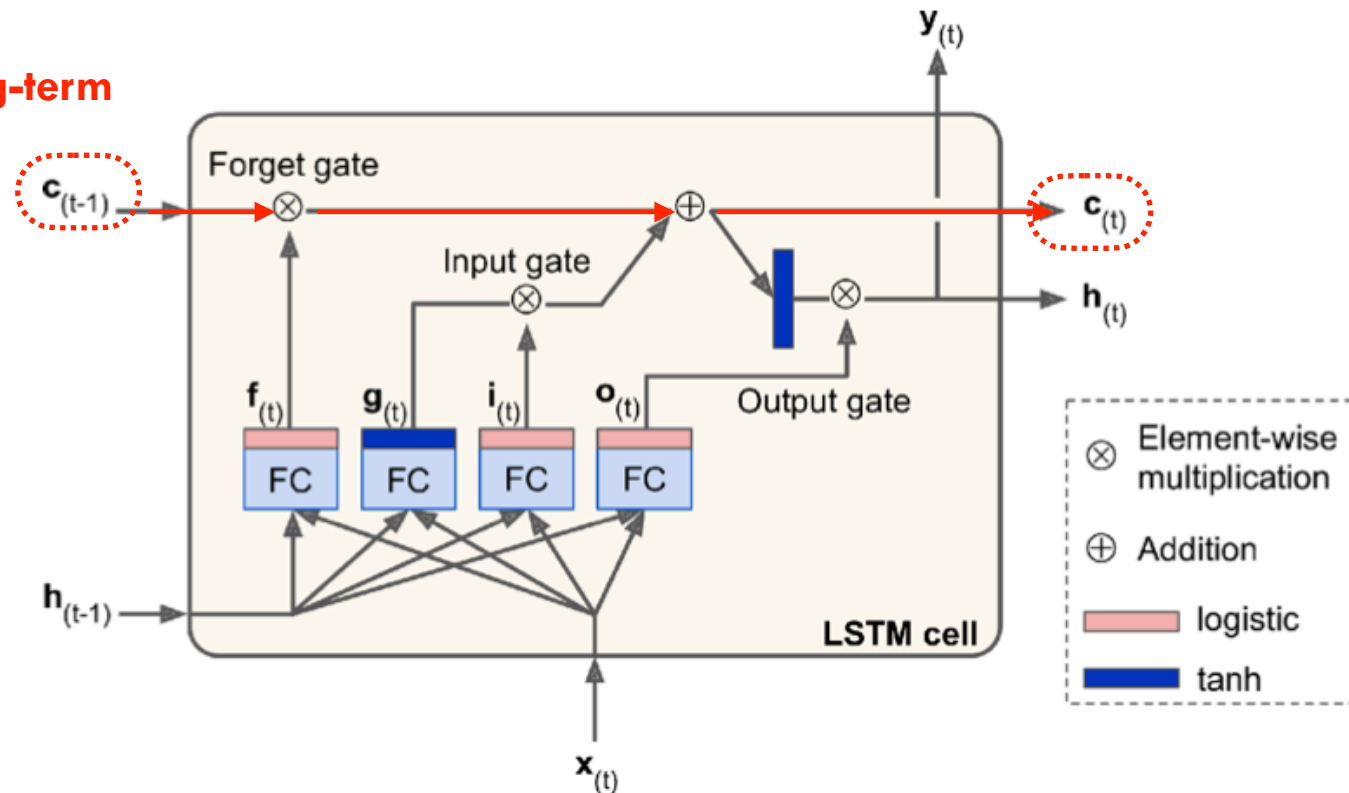 y(t)
g-term
Forget gate
c(t-1)
c(t)
Input gate
h(t)
f(t) g(t) i(t) o(t)
Output gate
FC FC FC FC
Element-wise
multiplication
Addition
h(t-1)
LSTM cell
logistic
tanh
x(t)